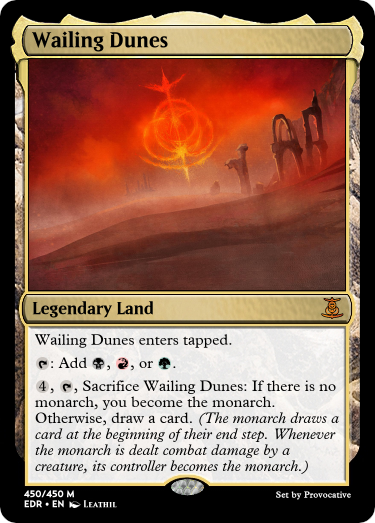 Wailing Dunes
Legendary Land
Wailing Dunes enters tapped.
: Add , , or .
4, , Sacrifice Wailing Dunes: If there is no
monarch, you become the monarch.
Otherwise, draw a card. (The monarch draws a
card at the beginning of their end step. Whenever
the monarch is dealt combat damage by a
creature, its controller becomes the monarch.)
450/450 M
EDR • EN Leathil
Set by Provocative